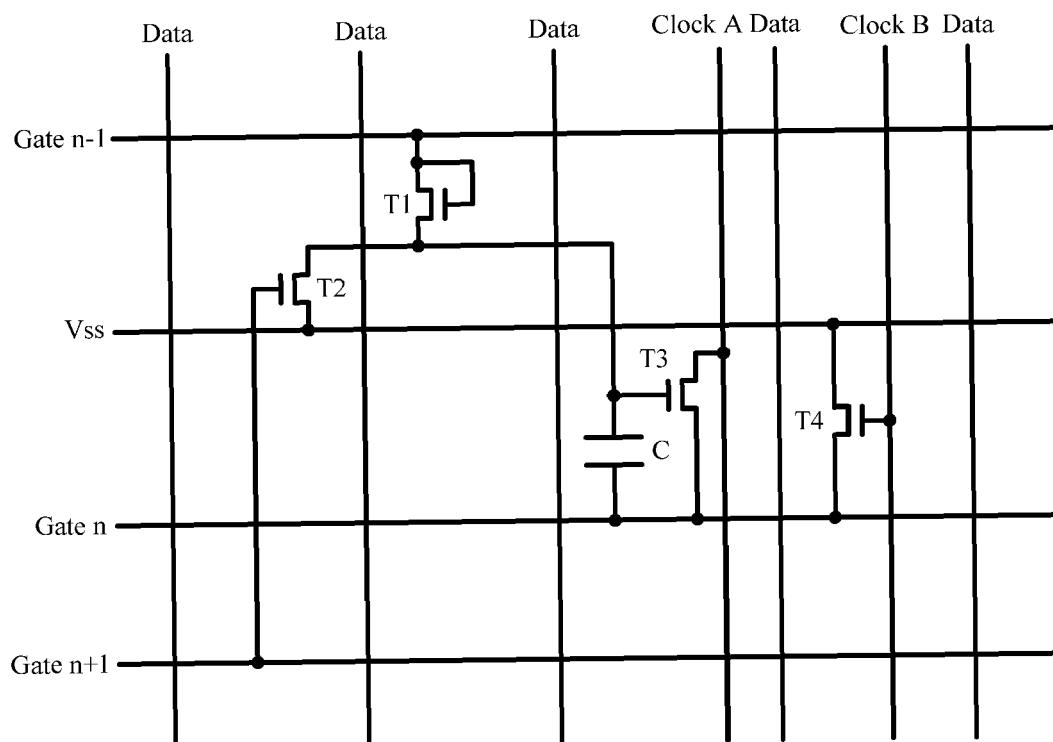 Data
Data
Data
Clock A
Data
Clock B
Data
Gate n-1
T1
T2
Vss
T3
T4
C
Gate n
Gate n+1